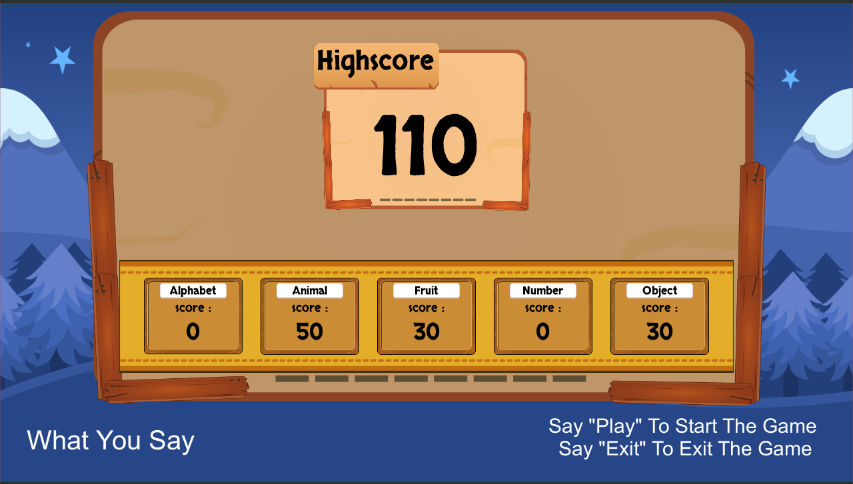 Highscore
110
Alphabet
score :
0
Animal
score :
50
Fruit
score :
30
Number
score :
0
Object
score :
30
What You Say
Say "Play" To Start The Game
Say "Exit" To Exit The Game